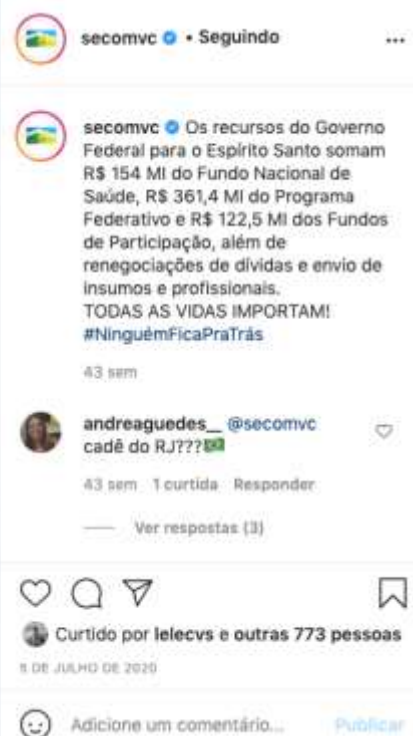 secomvc • Seguindo
secomvc Os recursos do Governo
Federal para o Espírito Santo somam
R$ 154 MI do Fundo Nacional de
Saúde, R$ 361,4 MI do Programa
Federativo e R$ 122,5 MI dos Fundos
de Participação, além de
renegociações de dívidas e envio de
insumos e profissionais.
TODAS AS VIDAS IMPORTAM!
#NinguémFicaPraTrás
43 sem
andreaguedes__ @secomvc
cadê do RJ???🇧🇷
43 sem 1 curtida Responder
Ver respostas (3)
Curtido por lelecvs e outras 773 pessoas
5 DE JULHO DE 2020
Adicione um comentário... Publicar